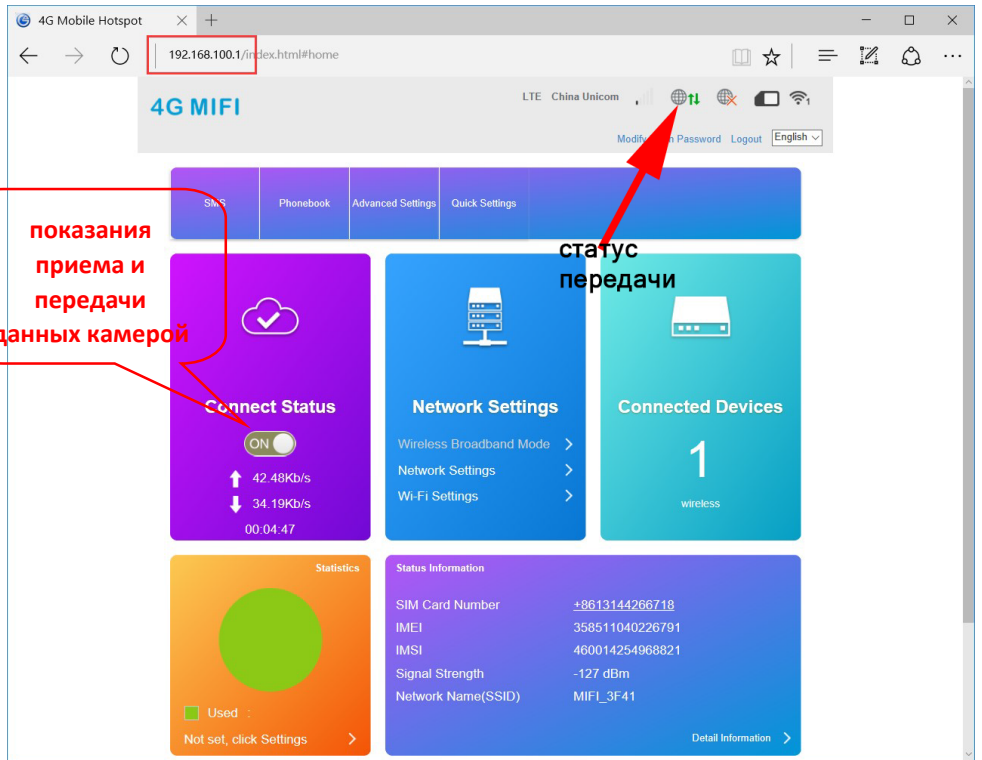 4G Mobile Hotspot
192.168.100.1/index.html#home
4G MIFI
LTE China Unicom
1
Modify Password Logout English
SMS Phonebook Advanced Settings Quick Settings
показания
приема и
передачи
данных камерой
статус
передачи
Connect Status
ON
42.48Kb/s
34.19Kb/s
00:04:47
Network Settings
Wireless Broadband Mode
Network Settings
Wi-Fi Settings
Connected Devices
1
wireless
Statistics
Used :
Not set, click Settings
Status Information
SIM Card Number +8613144266718
IMEI 358511040226791
IMSI 460014254968821
Signal Strength -127 dBm
Network Name(SSID) MIFI_3F41
Detail Information